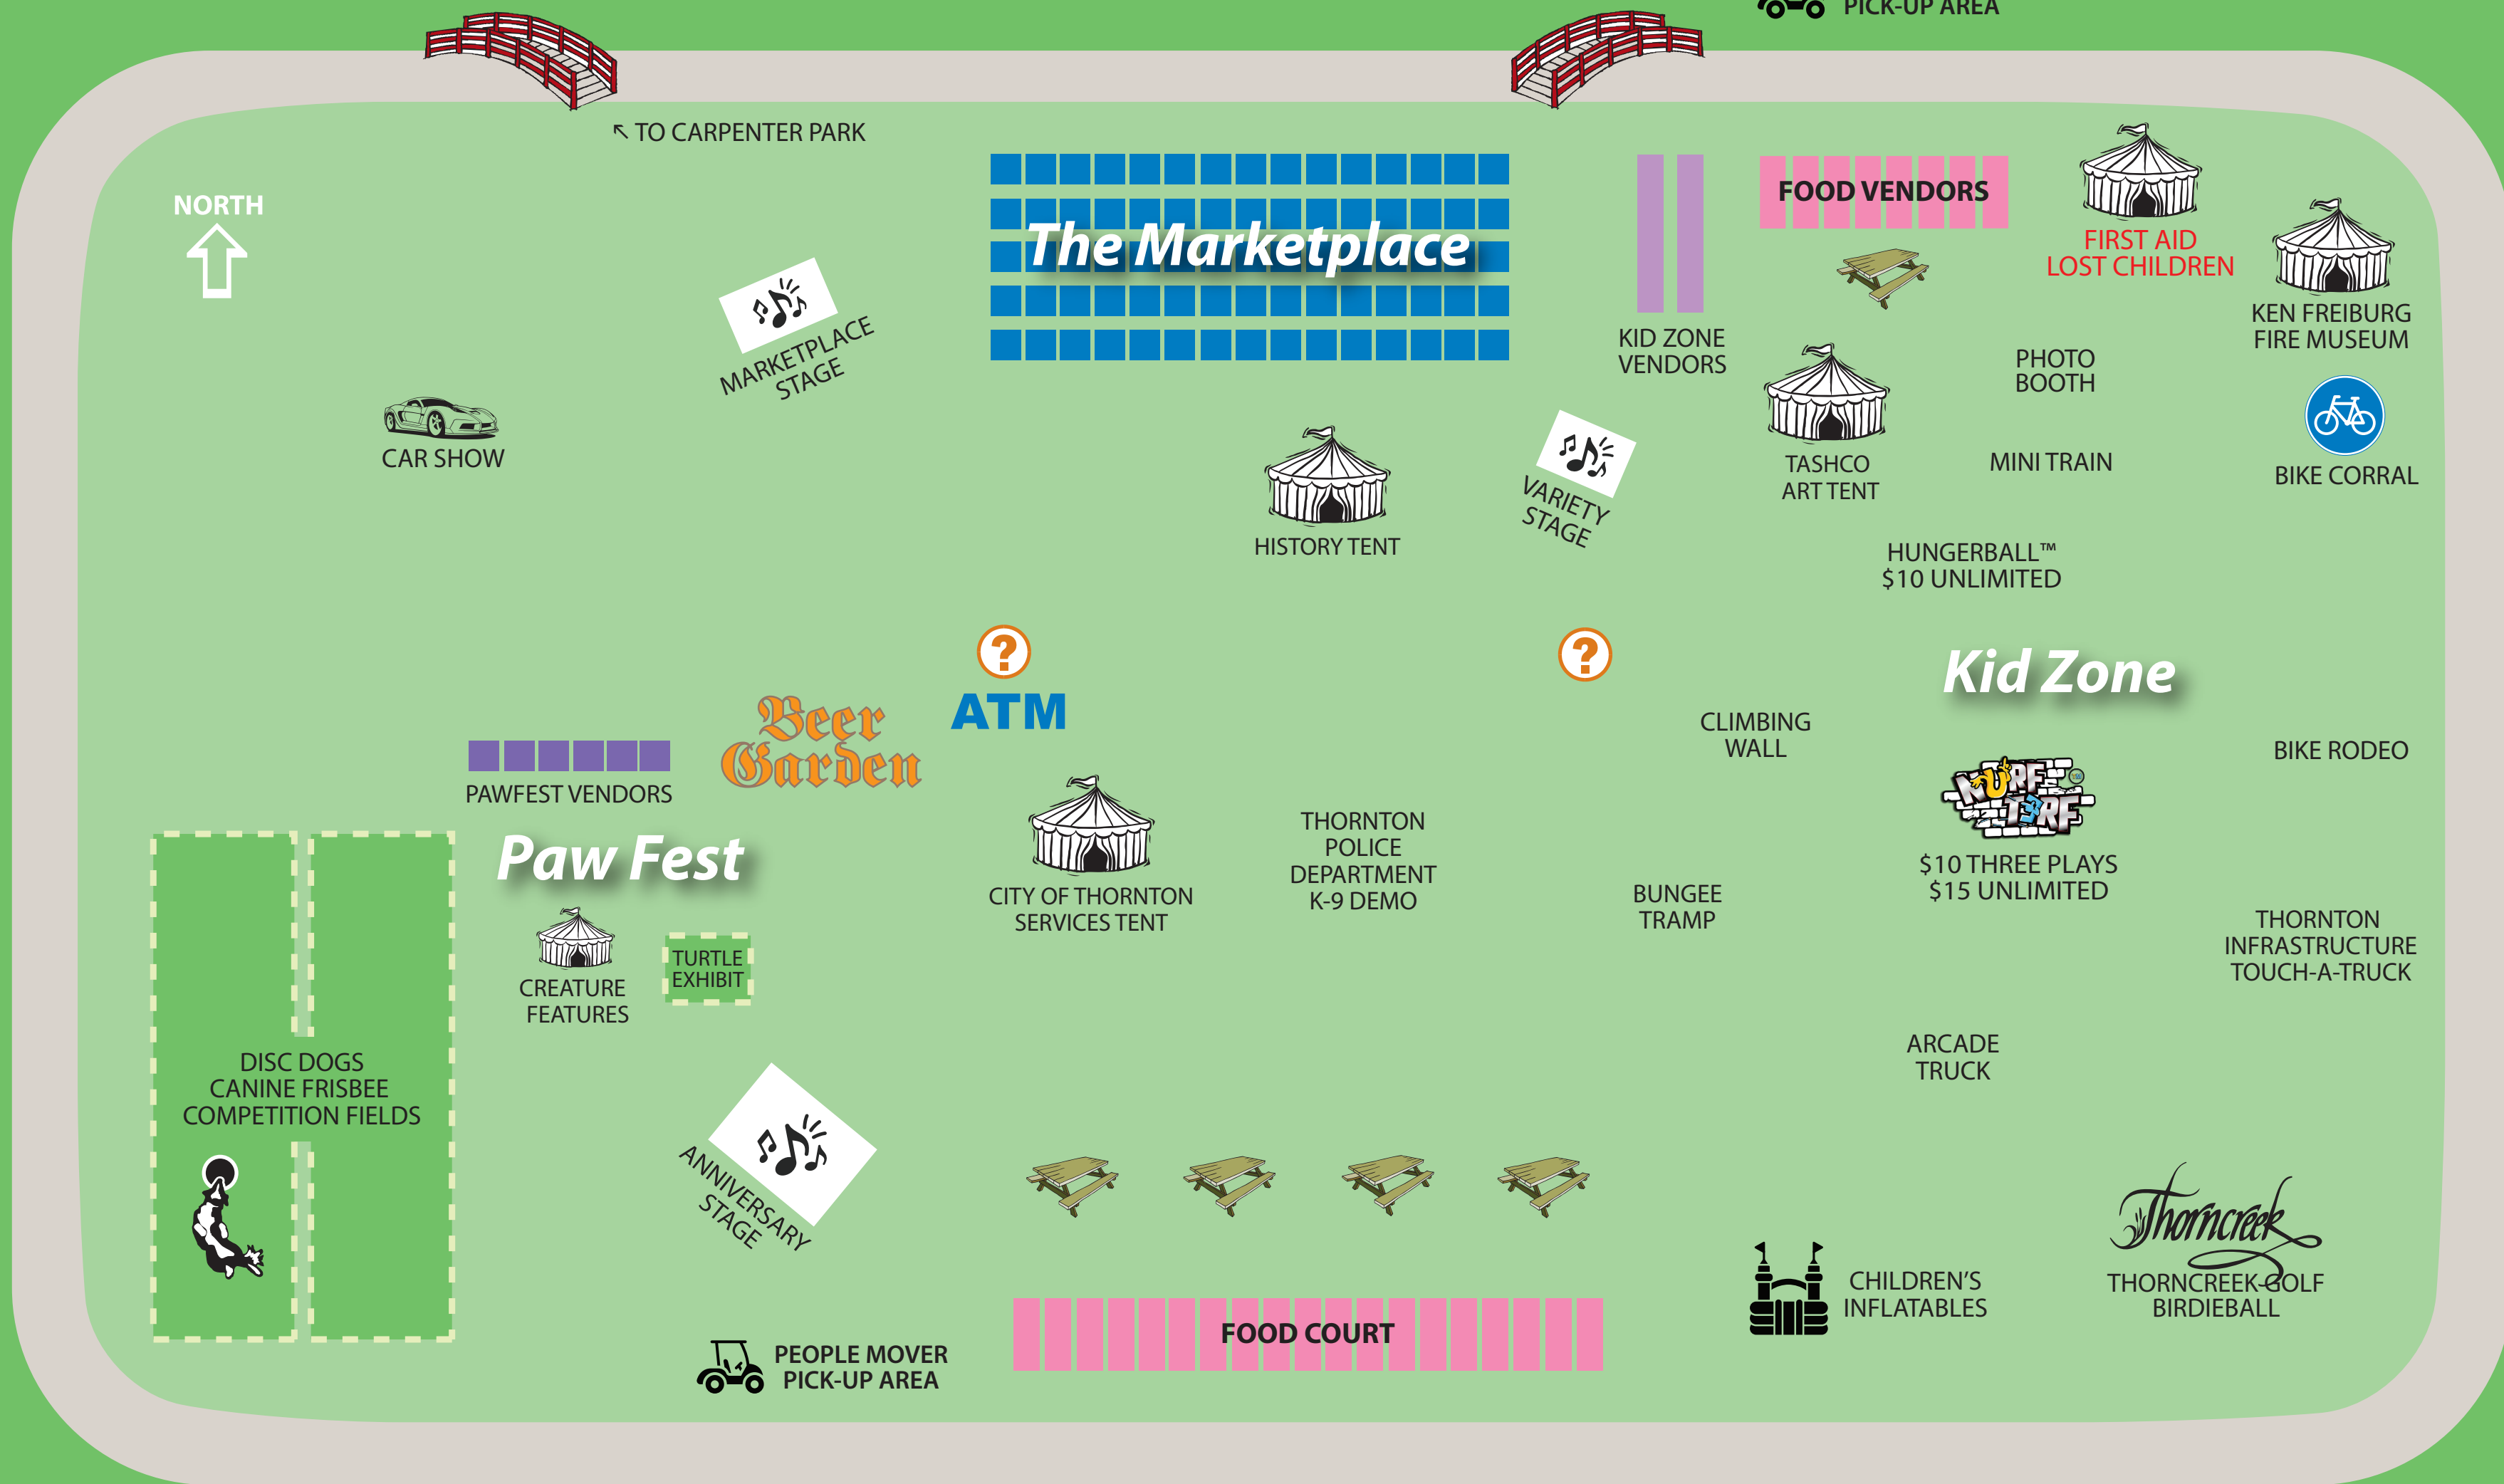 PICK-UP AREA
↖ TO CARPENTER PARK
NORTH
The Marketplace
FOOD VENDORS
FIRST AID
LOST CHILDREN
KEN FREIBURG
FIRE MUSEUM
KID ZONE
VENDORS
MARKETPLACE
STAGE
PHOTO
BOOTH
CAR SHOW
TASHCO
ART TENT
MINI TRAIN
BIKE CORRAL
VARIETY
STAGE
HISTORY TENT
HUNGERBALL™
$10 UNLIMITED
?
?
Kid Zone
ATM
Beer
Garden
CLIMBING
WALL
BIKE RODEO
PAWFEST VENDORS
Paw Fest
NURF
TERF
$10 THREE PLAYS
$15 UNLIMITED
THORNTON
POLICE
DEPARTMENT
K-9 DEMO
CITY OF THORNTON
SERVICES TENT
BUNGEE
TRAMP
THORNTON
INFRASTRUCTURE
TOUCH-A-TRUCK
TURTLE
EXHIBIT
CREATURE
FEATURES
DISC DOGS
CANINE FRISBEE
COMPETITION FIELDS
ARCADE
TRUCK
ANNIVERSARY
STAGE
Thorncreek
THORNCREEK GOLF
BIRDIEBALL
CHILDREN'S
INFLATABLES
FOOD COURT
PEOPLE MOVER
PICK-UP AREA